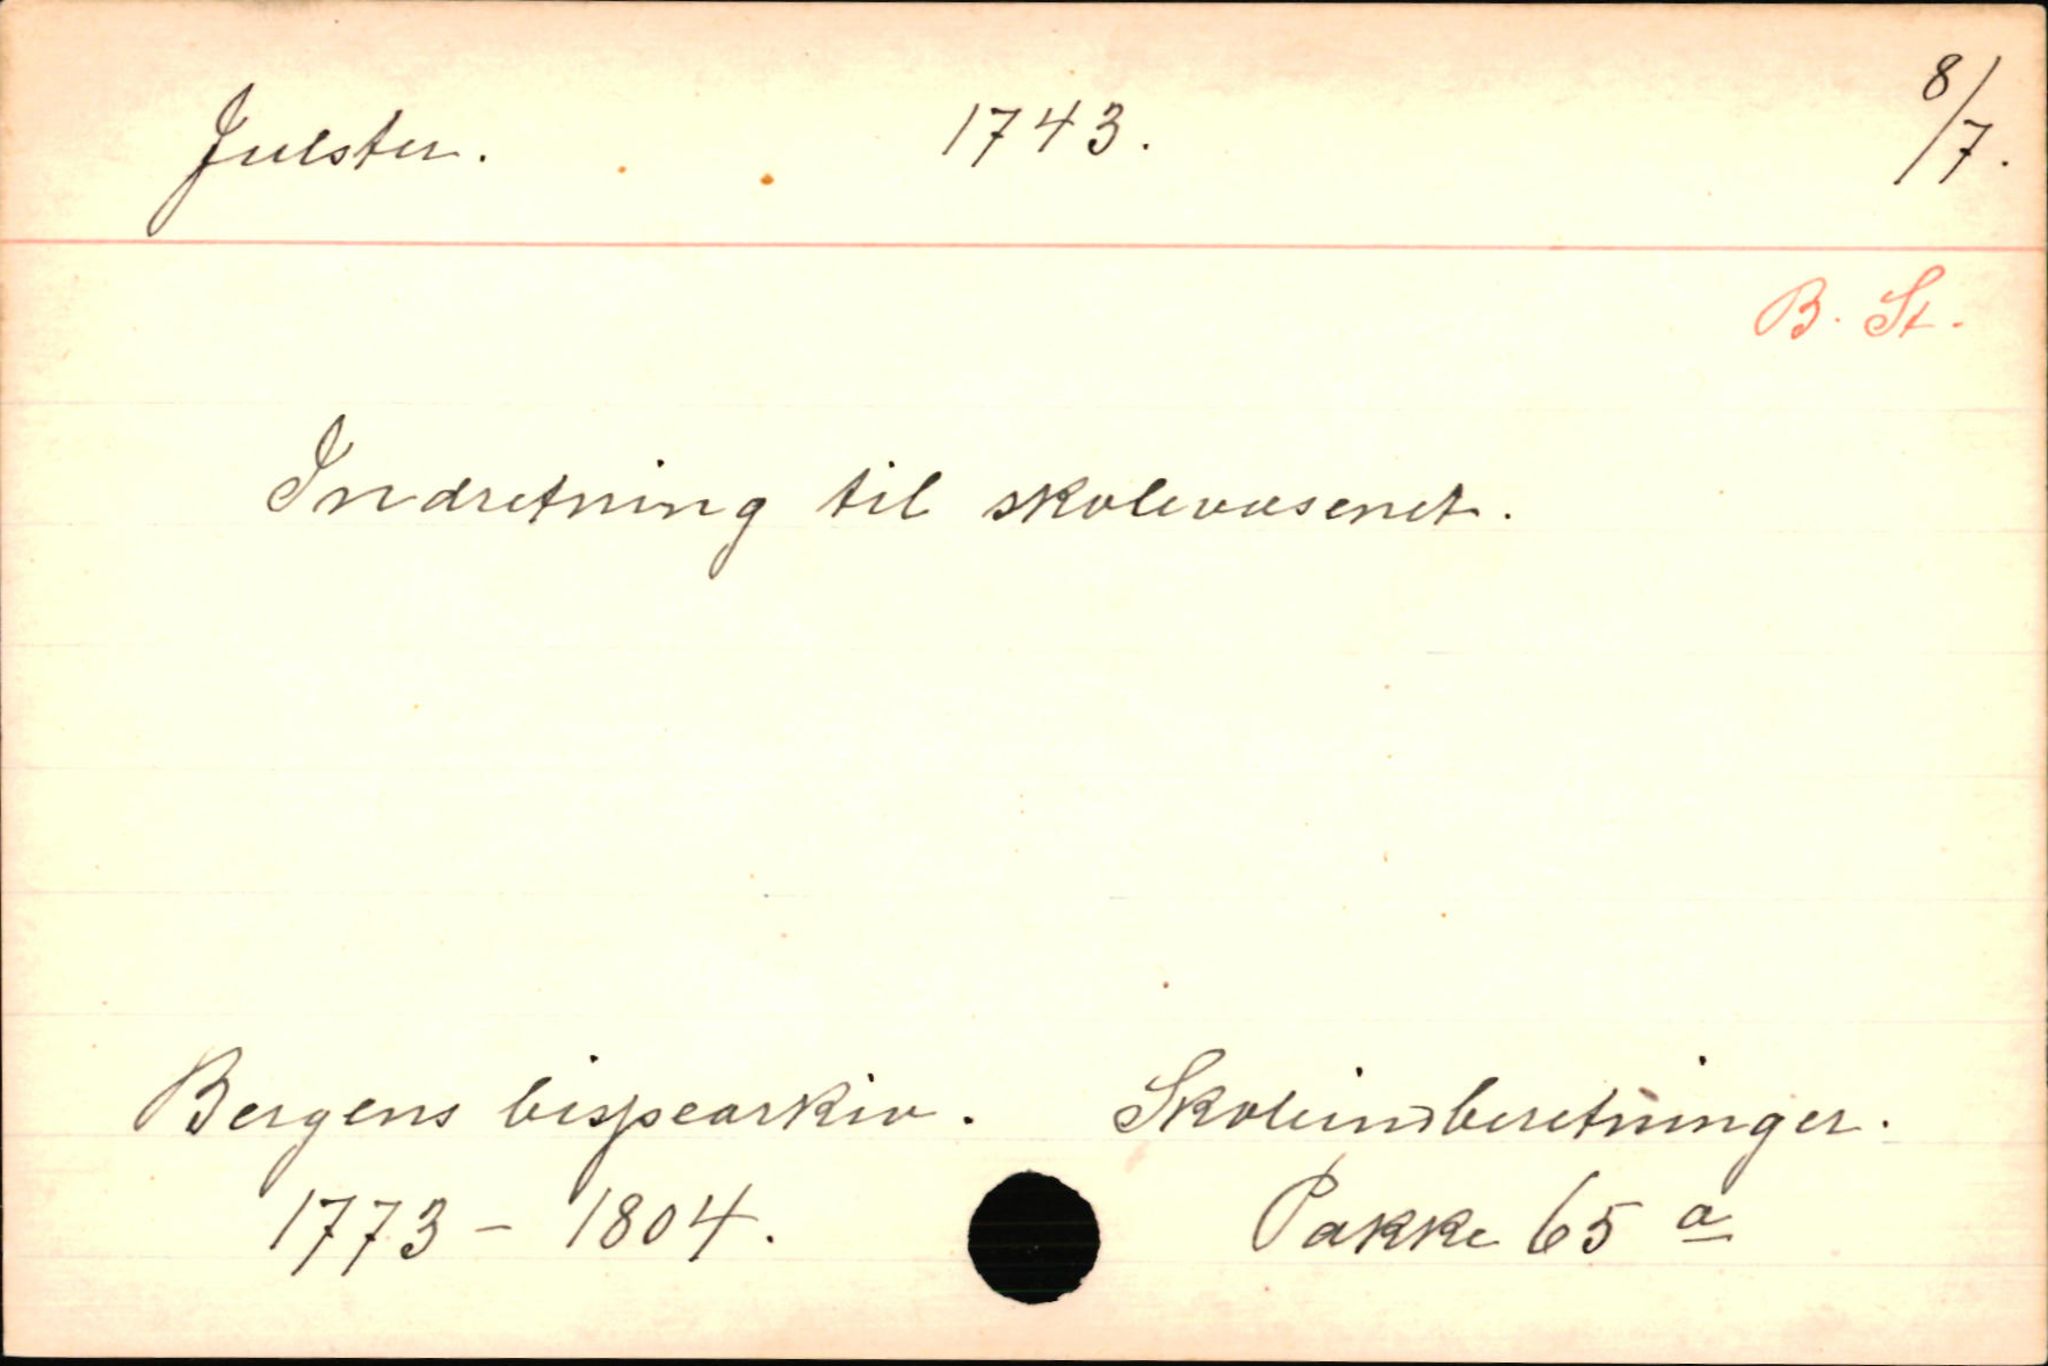 Julster. 1743. 8/7.
B. St.
Indretning til skolevæsenet.
Bergens bispearkiv. Skoleindberetninger.
1773 - 1804. Pakke 65 a